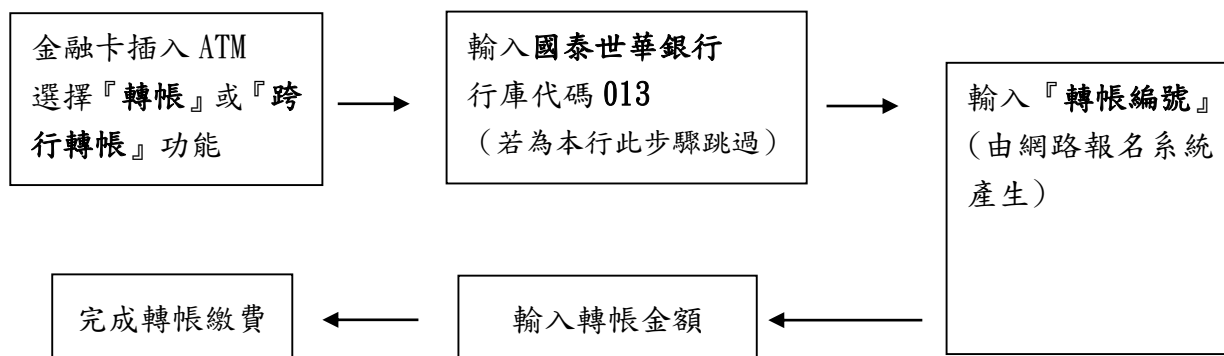 金融卡插入 ATM
選擇『轉帳』或『跨
行轉帳』功能
輸入國泰世華銀行
行庫代碼 013
（若為本行此步驟跳過）
輸入『轉帳編號』
（由網路報名系統
產生）
輸入轉帳金額
完成轉帳繳費